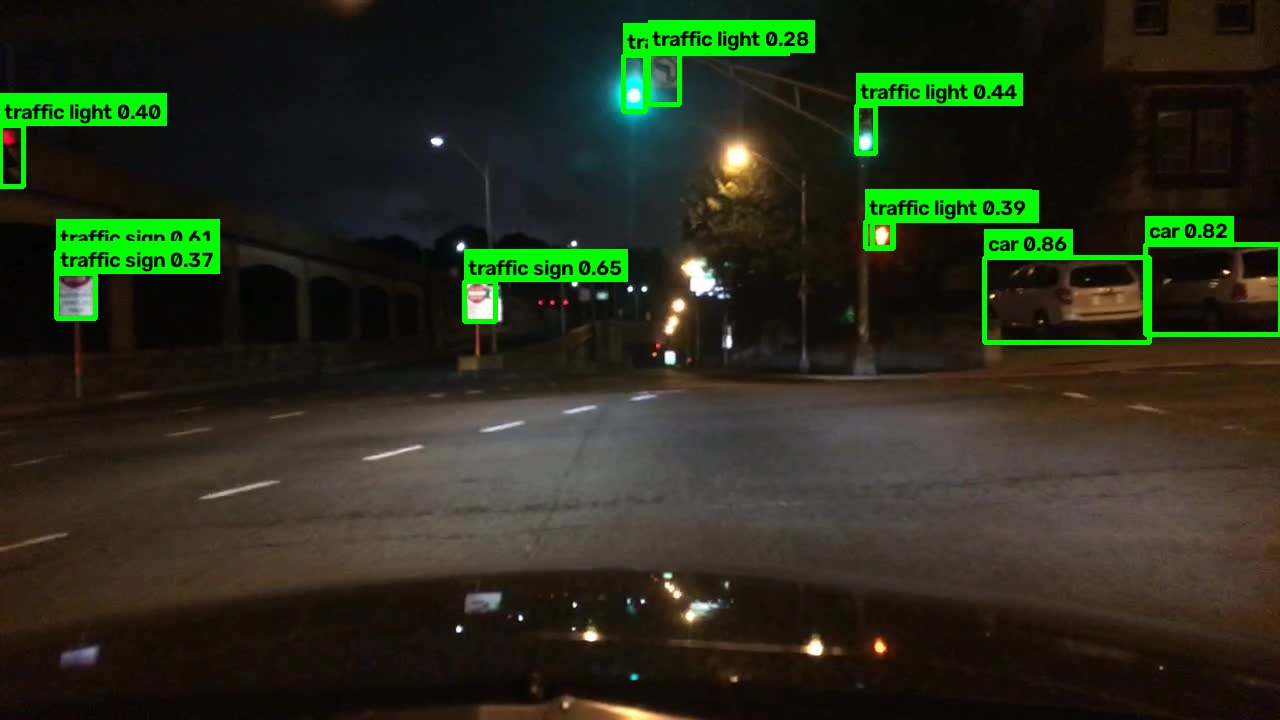 traffic light 0.28
tra
traffic light 0.44
traffic light 0.40
traffic light 0.39
traffic sign 0.61
car 0.82
car 0.86
traffic sign 0.37
traffic sign 0.65